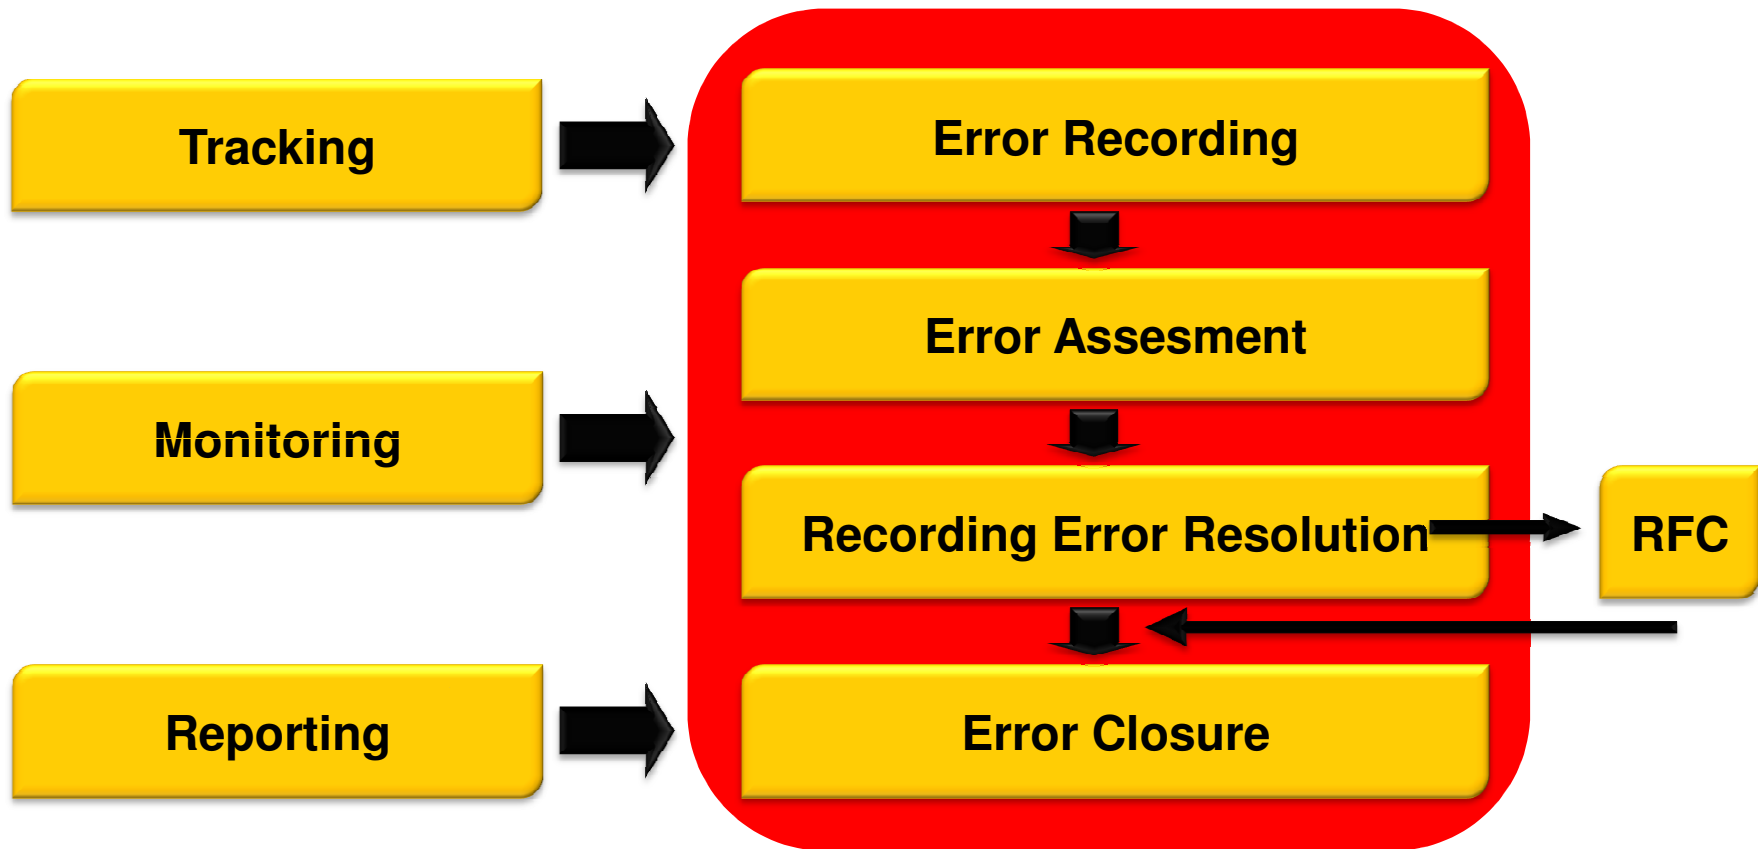 Tracking
Error Recording
Error Assesment
Monitoring
Recording Error Resolution
RFC
Reporting
Error Closure